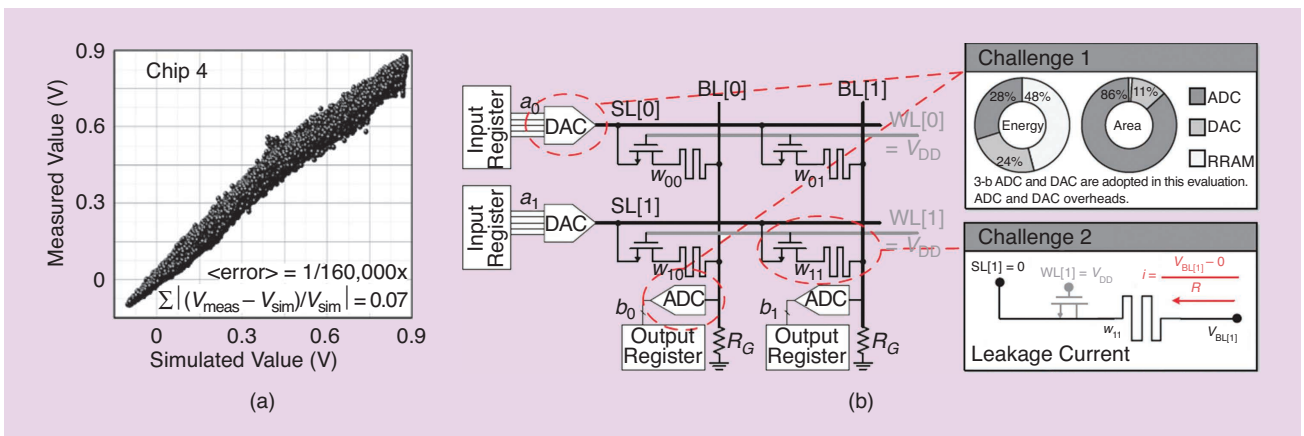 Measured Value (V)
0.9
0.6
0.3
0
Chip 4
<error> = 1/160,000x
∑|(Vmeas – Vsim)/Vsim| = 0.07
0 0.3 0.6 0.9
Simulated Value (V)
(a)
Input
Register
a0
DAC
SL[0]
BL[0]
BL[1]
WL[0]
= VDD
w00
w01
Input
Register
a1
DAC
SL[1]
WL[1]
= VDD
w10
w11
ADC
b0
Output
Register
RG
ADC
b1
Output
Register
RG
(b)
Challenge 1
28%
48%
24%
Energy
86%
11%
Area
ADC
DAC
RRAM
3-b ADC and DAC are adopted in this evaluation.
ADC and DAC overheads.
Challenge 2
SL[1] = 0
WL[1] = VDD
i = VBL[1] – 0
R
w11
VBL[1]
Leakage Current